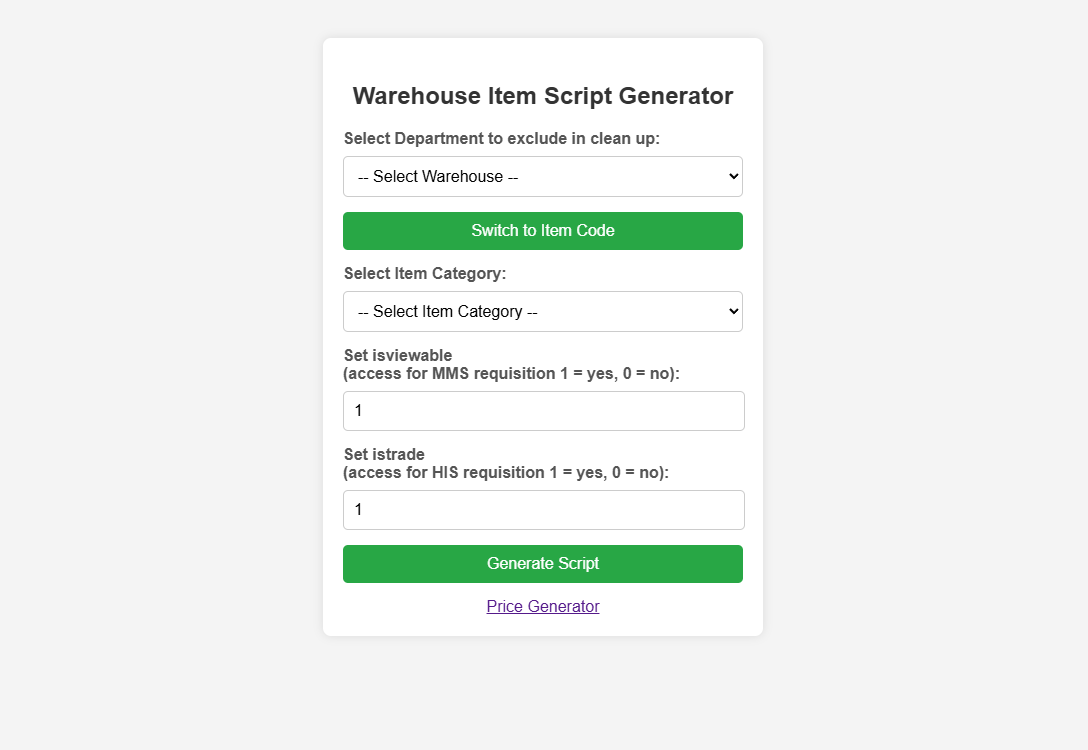 Warehouse Item Script Generator
Select Department to exclude in clean up:
-- Select Warehouse --
Switch to Item Code
Select Item Category:
-- Select Item Category --
Set isviewable
(access for MMS requisition 1 = yes, 0 = no):
1
Set istrade
(access for HIS requisition 1 = yes, 0 = no):
1
Generate Script
Price Generator